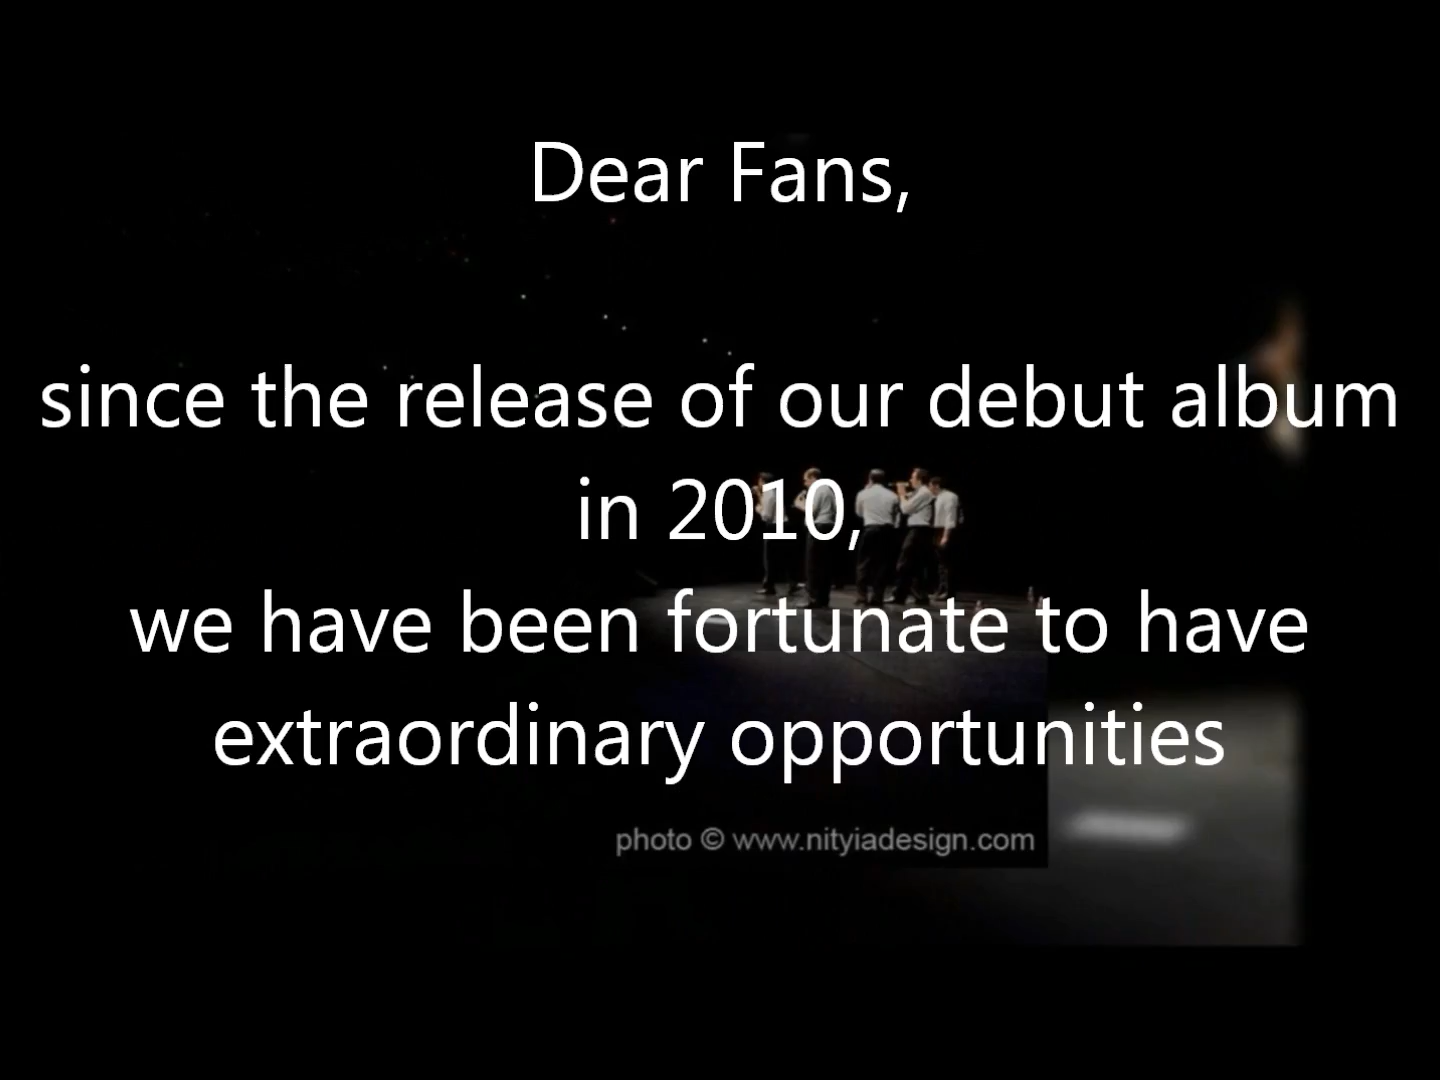 Dear Fans,
since the release of our debut album
in 2010,
we have been fortunate to have
extraordinary opportunities
photo © www.nityiadesign.com